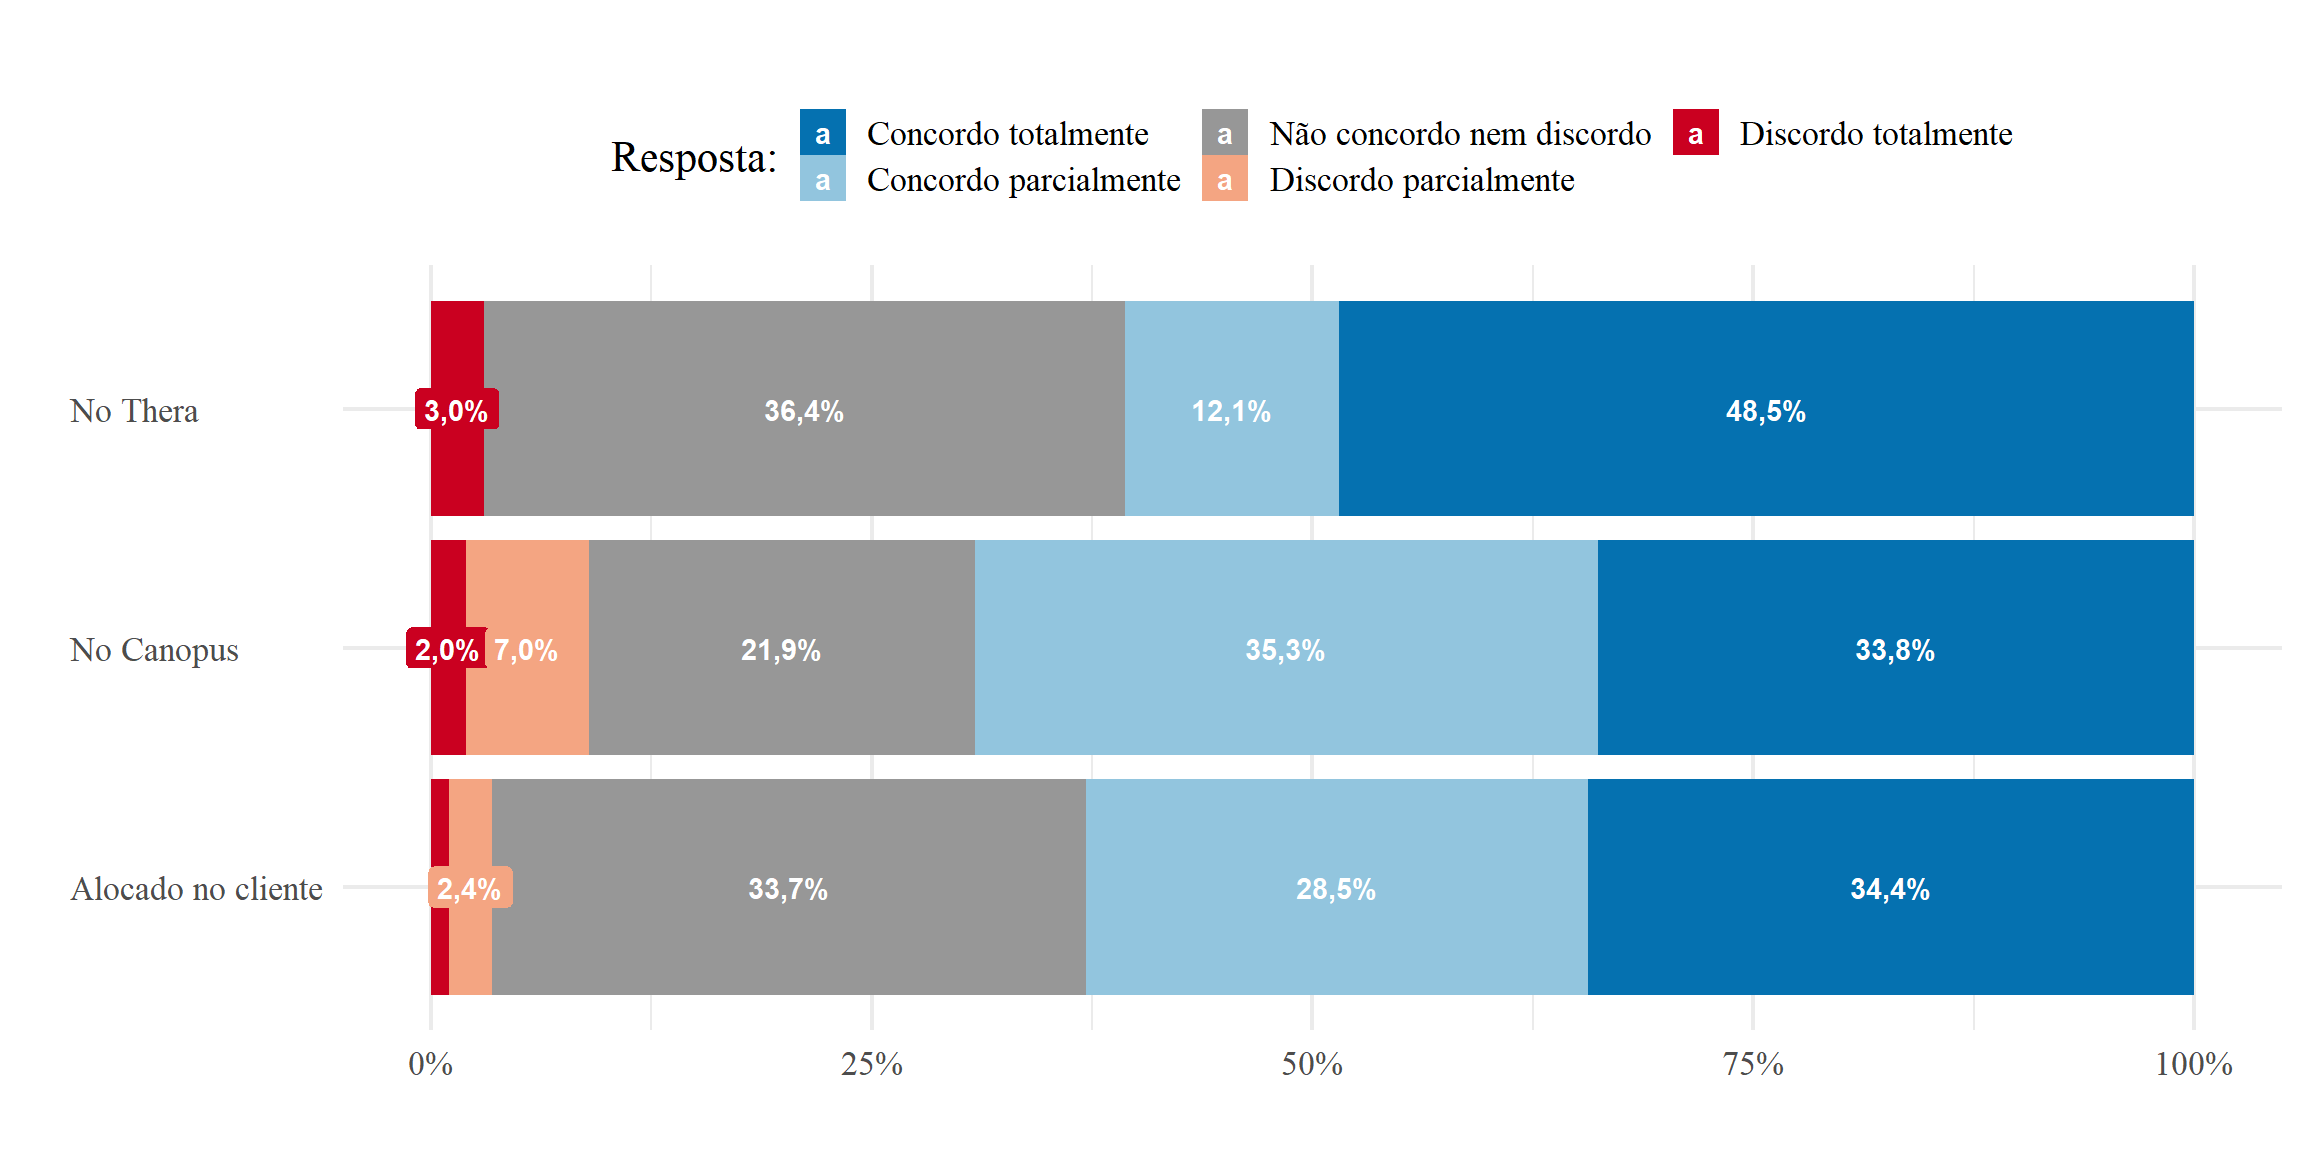 Resposta:
a Concordo totalmente a Não concordo nem discordo a Discordo totalmente
a Concordo parcialmente a Discordo parcialmente
No Thera 3,0% 36,4% 12,1% 48,5%
No Canopus 2,0% 7,0% 21,9% 35,3% 33,8%
Alocado no cliente 2,4% 33,7% 28,5% 34,4%
0% 25% 50% 75% 100%